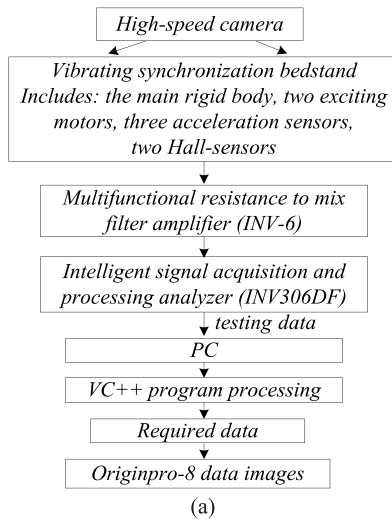 High-speed camera
Vibrating synchronization bedstand
Includes: the main rigid body, two exciting
motors, three acceleration sensors,
two Hall-sensors
Multifunctional resistance to mix
filter amplifier (INV-6)
Intelligent signal acquisition and
processing analyzer (INV306DF)
testing data
PC
VC++ program processing
Required data
Originpro-8 data images
(a)